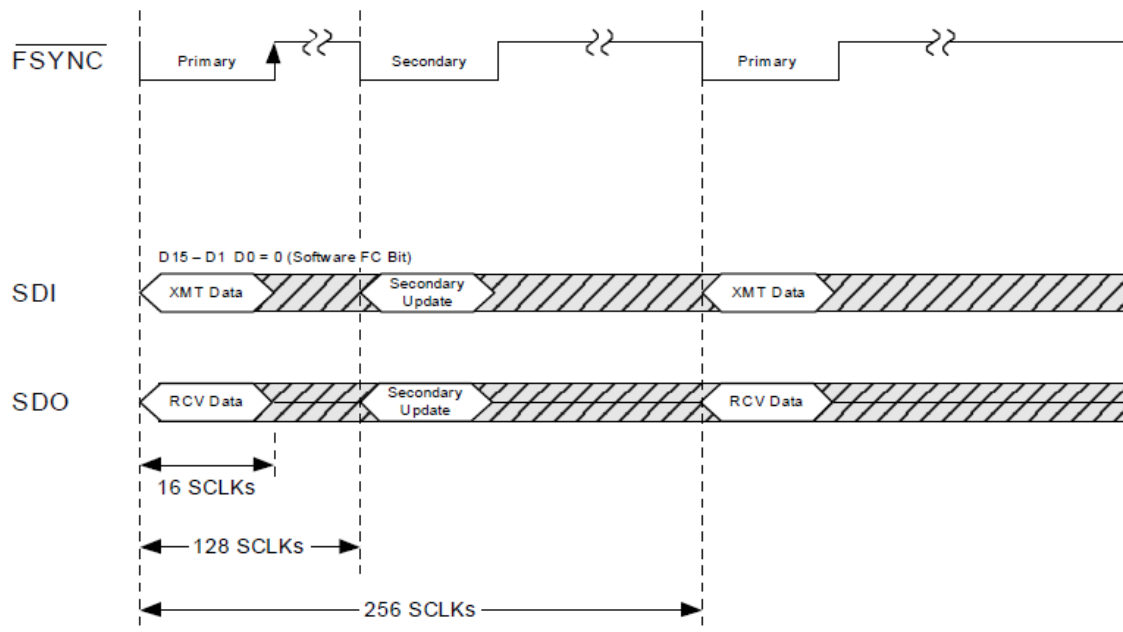 FSYNC
Primary
Secondary
Primary
D15 – D1 D0 = 0 (Software FC Bit)
SDI
XMT Data
Secondary
Update
XMT Data
SDO
RCV Data
Secondary
Update
RCV Data
16 SCLKs
128 SCLKs
256 SCLKs